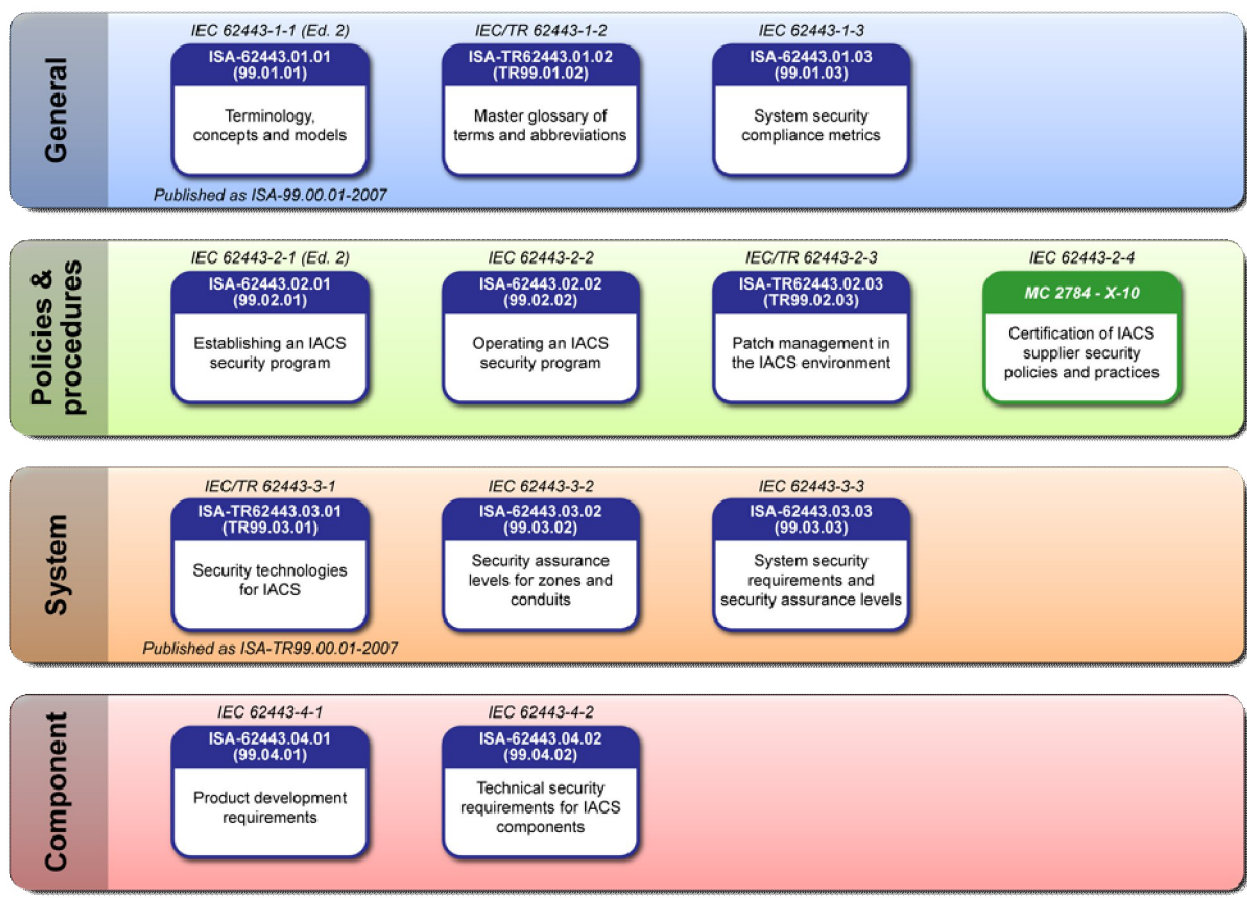 General
IEC 62443-1-1 (Ed. 2)
ISA-62443.01.01
(99.01.01)
Terminology,
concepts and models
Published as ISA-99.00.01-2007
IEC/TR 62443-1-2
ISA-TR62443.01.02
(TR99.01.02)
Master glossary of
terms and abbreviations
IEC 62443-1-3
ISA-62443.01.03
(99.01.03)
System security
compliance metrics
Policies &
procedures
IEC 62443-2-1 (Ed. 2)
ISA-62443.02.01
(99.02.01)
Establishing an IACS
security program
IEC 62443-2-2
ISA-62443.02.02
(99.02.02)
Operating an IACS
security program
IEC/TR 62443-2-3
ISA-TR62443.02.03
(TR99.02.03)
Patch management in
the IACS environment
IEC 62443-2-4
MC 2784 - X-10
Certification of IACS
supplier security
policies and practices
System
IEC/TR 62443-3-1
ISA-TR62443.03.01
(TR99.03.01)
Security technologies
for IACS
Published as ISA-TR99.00.01-2007
IEC 62443-3-2
ISA-62443.03.02
(99.03.02)
Security assurance
levels for zones and
conduits
IEC 62443-3-3
ISA-62443.03.03
(99.03.03)
System security
requirements and
security assurance levels
Component
IEC 62443-4-1
ISA-62443.04.01
(99.04.01)
Product development
requirements
IEC 62443-4-2
ISA-62443.04.02
(99.04.02)
Technical security
requirements for IACS
components